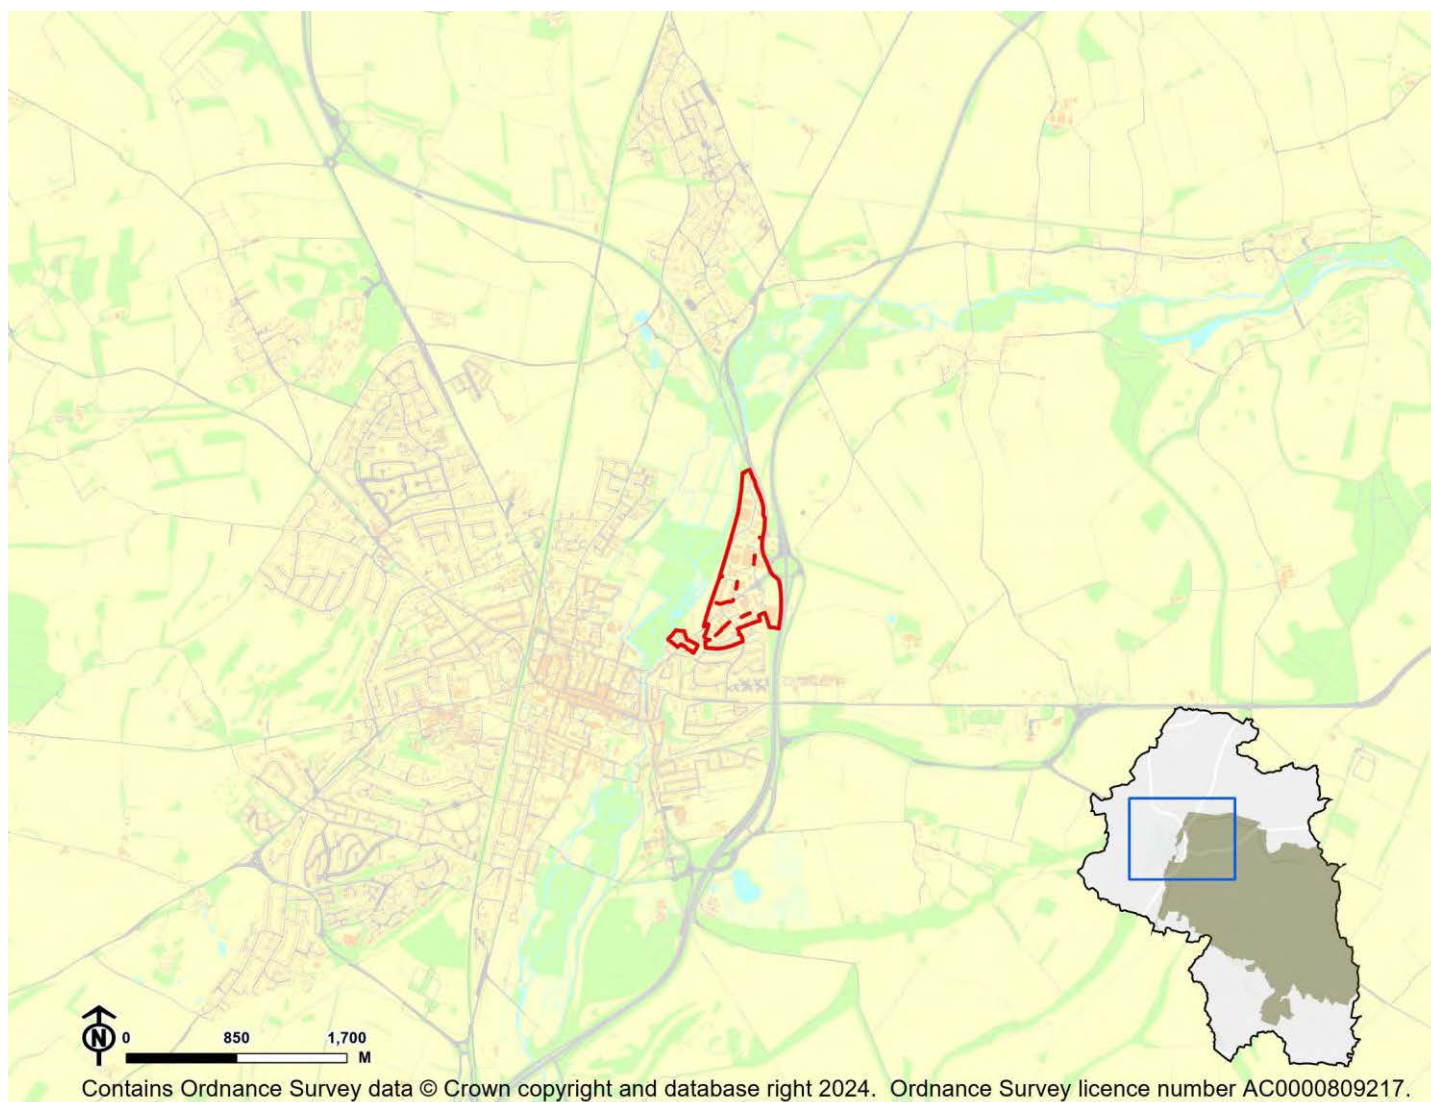 N
0 850 1,700
M
Contains Ordnance Survey data © Crown copyright and database right 2024. Ordnance Survey licence number AC0000809217.